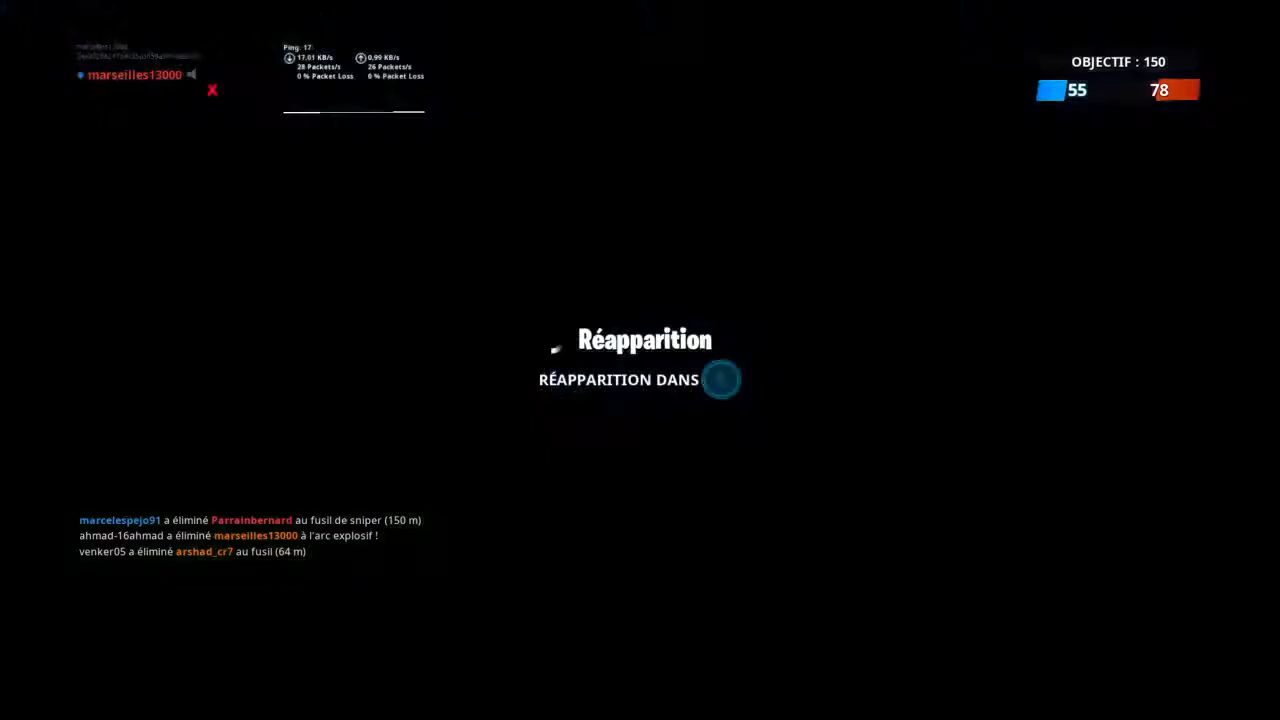 marseilles13000
Ping: 17
17,01 KB/s 0,99 KB/s
28 Packets/s 26 Packets/s
0 % Packet Loss 0 % Packet Loss
OBJECTIF : 150
55 78
Réapparition
RÉAPPARITION DANS
marcelespejo91 a éliminé Parrainbernard au fusil de sniper (150 m)
ahmad-16ahmad a éliminé marseilles13000 à l'arc explosif !
venker05 a éliminé arshad_cr7 au fusil (64 m)